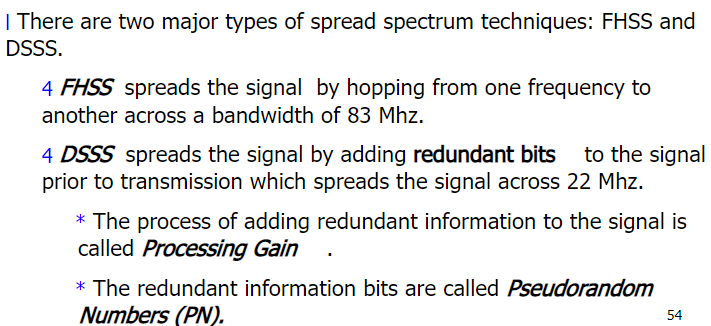 l There are two major types of spread spectrum techniques: FHSS and
DSSS.
4 FHSS spreads the signal by hopping from one frequency to
another across a bandwidth of 83 Mhz.
4 DSSS spreads the signal by adding redundant bits to the signal
prior to transmission which spreads the signal across 22 Mhz.
* The process of adding redundant information to the signal is
called Processing Gain .
* The redundant information bits are called Pseudorandom
Numbers (PN).
54